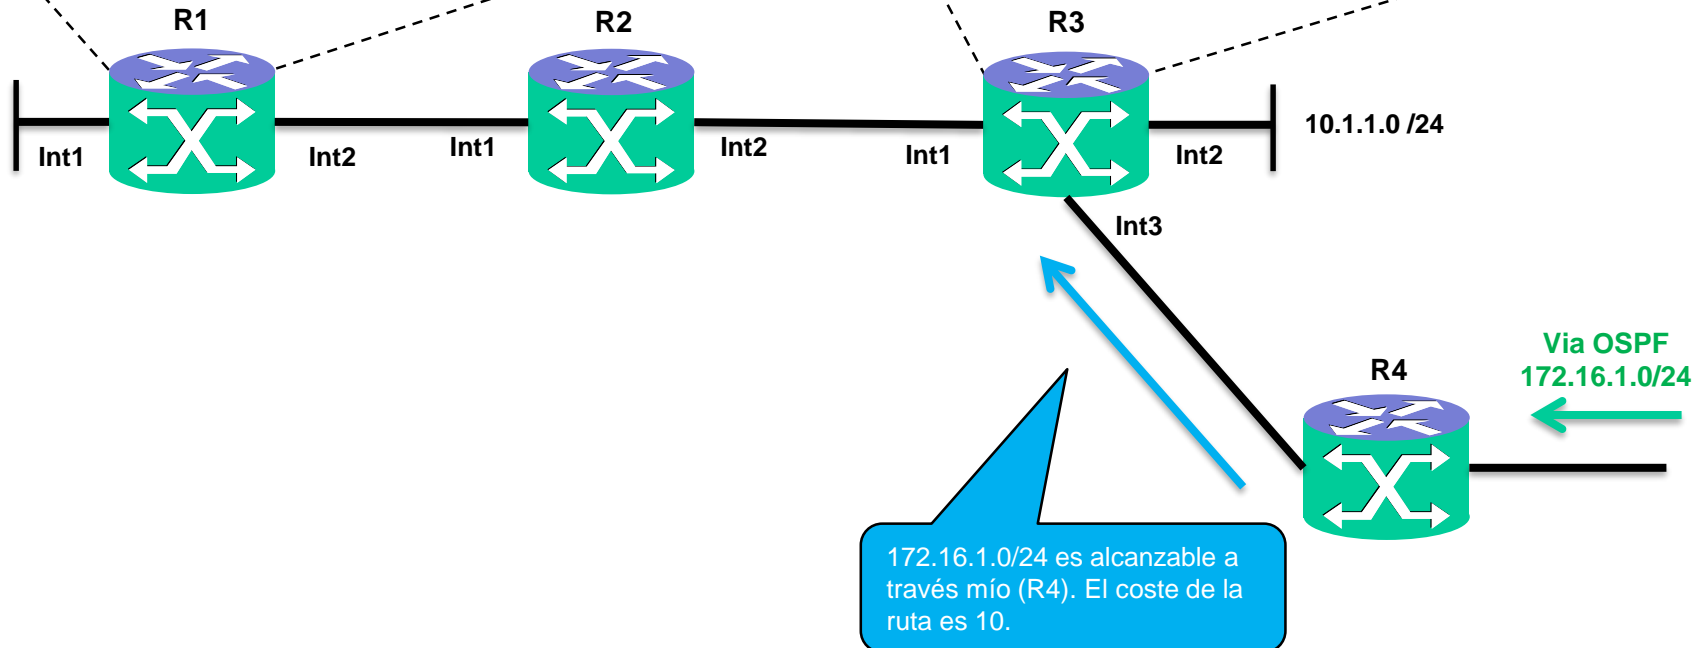 R1
R2
R3
Int1
Int2
Int1
Int2
Int1
Int2
10.1.1.0 /24
Int3
Via OSPF
172.16.1.0/24
R4
172.16.1.0/24 es alcanzable a
través mío (R4). El coste de la
ruta es 10.